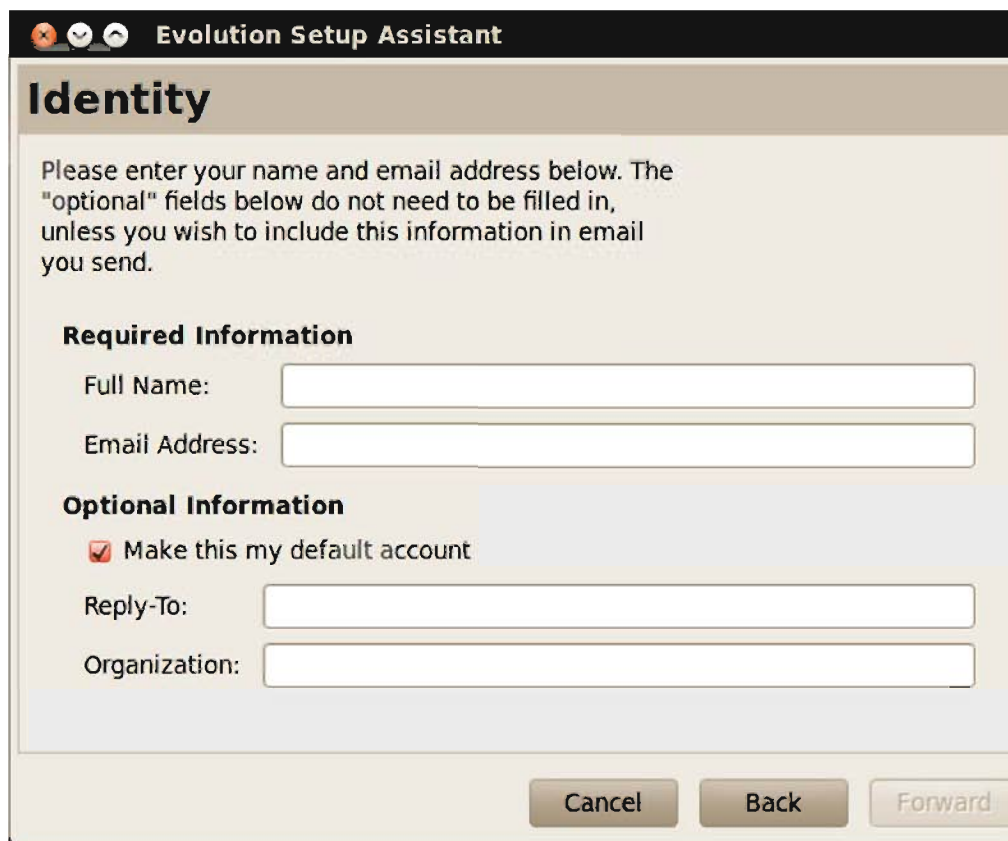 Evolution Setup Assistant
Identity
Please enter your name and email address below. The
"optional" fields below do not need to be filled in,
unless you wish to include this information in email
you send.
Required Information
Full Name:
Email Address:
Optional Information
Make this my default account
Reply-To:
Organization:
Cancel Back Forward